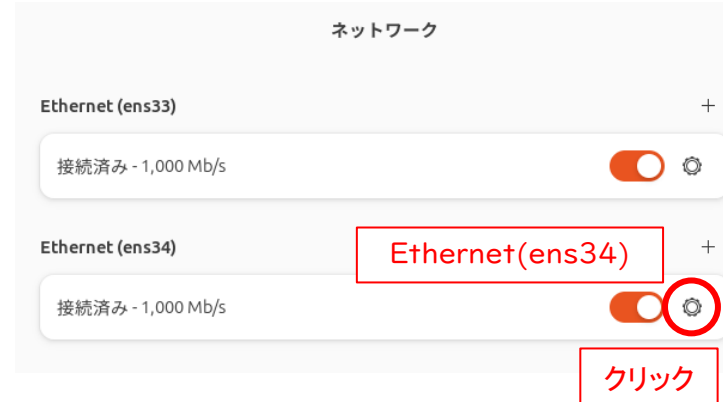 ネットワーク
Ethernet (ens33)
接続済み - 1,000 Mb/s
Ethernet (ens34)
Ethernet(ens34)
接続済み - 1,000 Mb/s
クリック